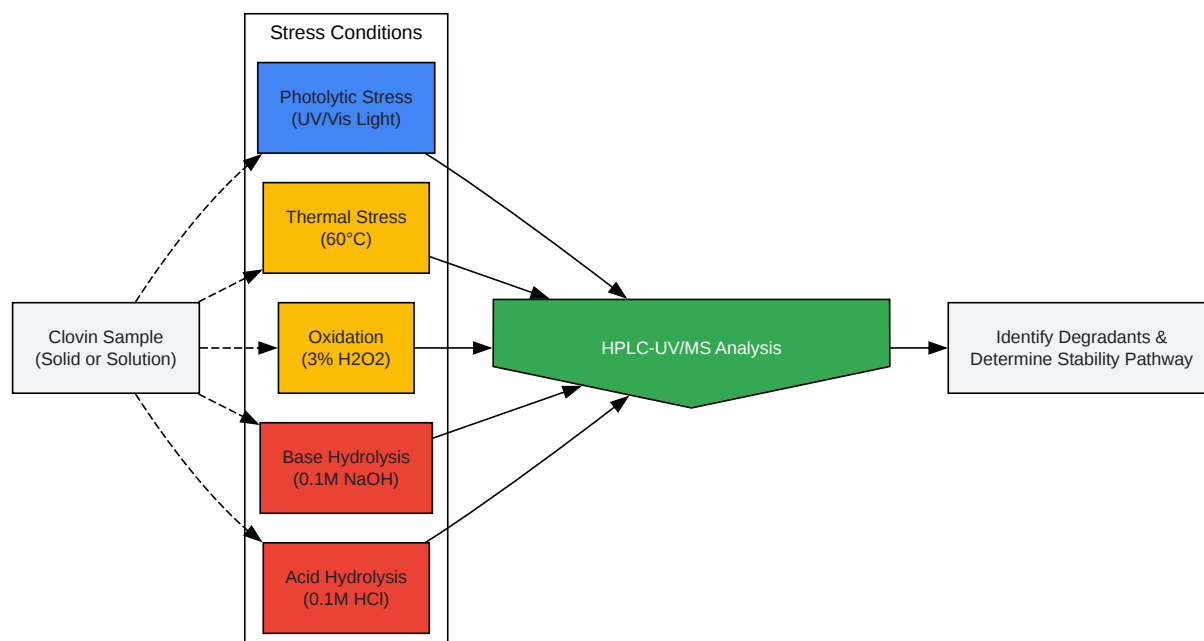 Stress Conditions
Photolytic Stress
(UV/Vis Light)
Thermal Stress
(60°C)
Clovin Sample
(Solid or Solution)
Oxidation
(3% H2O2)
HPLC-UV/MS Analysis
Identify Degradants &
Determine Stability Pathway
Base Hydrolysis
(0.1M NaOH)
Acid Hydrolysis
(0.1M HCl)